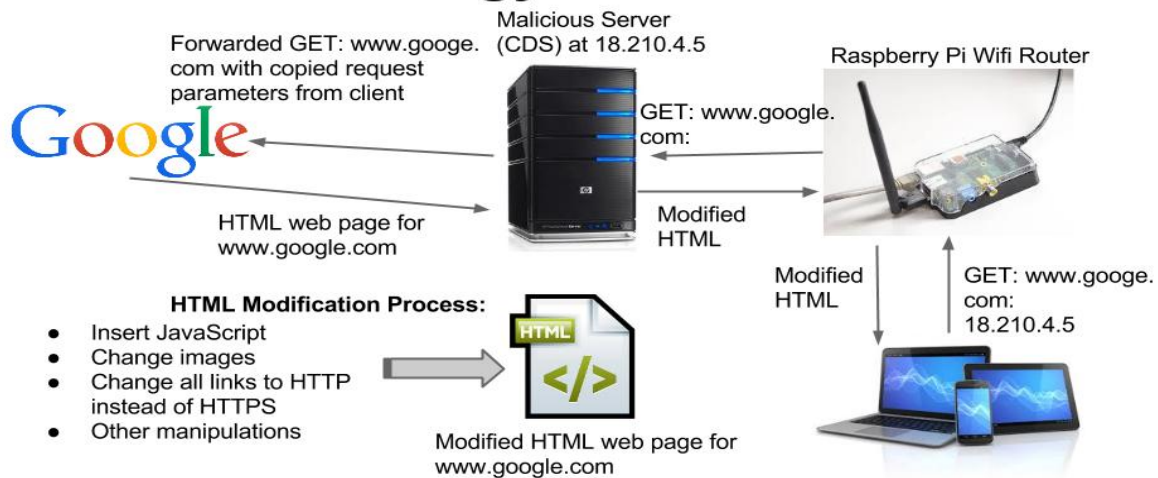 Malicious Server
(CDS) at 18.210.4.5
Forwarded GET: www.googe.
com with copied request
parameters from client
Raspberry Pi Wifi Router
Google
GET: www.google.
com:
HTML web page for
www.google.com
Modified
HTML
Modified
HTML
GET: www.googe.
com:
18.210.4.5
HTML Modification Process:
● Insert JavaScript
● Change images
● Change all links to HTTP
instead of HTTPS
● Other manipulations
HTML
</>
Modified HTML web page for
www.google.com